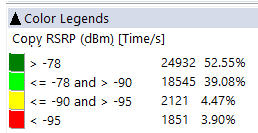 Color Legends
Copy RSRP (dBm) [Time/s]
> -78 24932 52.55%
<= -78 and > -90 18545 39.08%
<= -90 and > -95 2121 4.47%
< -95 1851 3.90%